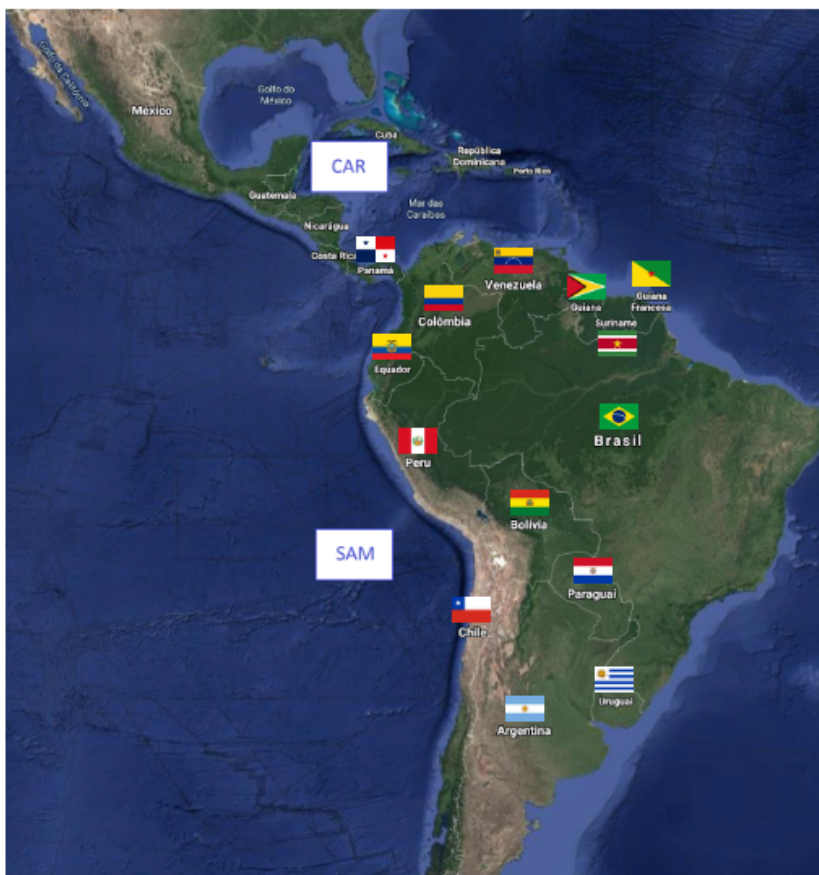 Golfo da Califórnia
México
Golfo do
México
Cuba
CAR
República
Dominicana
Porto Rico
Guatemala
Mar das
Caraíbas
Nicarágua
Costa Rica
Panamá
Venezuela
Colômbia
Guiana
Guiana
Francesa
Suriname
Equador
Brasil
Peru
Bolívia
SAM
Paraguai
Chile
Uruguai
Argentina